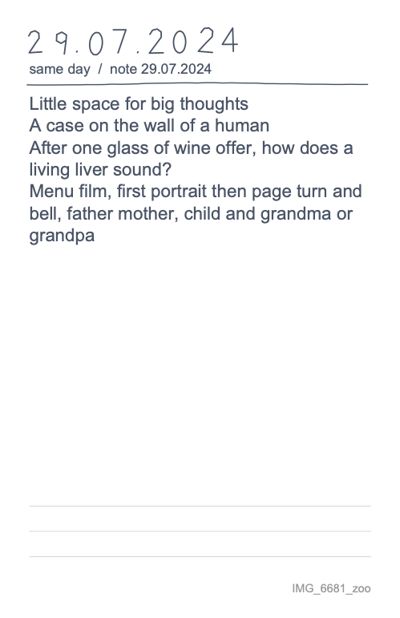 29.07.2024
same day / note 29.07.2024
Little space for big thoughts
A case on the wall of a human
After one glass of wine offer, how does a
living liver sound?
Menu film, first portrait then page turn and
bell, father mother, child and grandma or
grandpa
IMG_6681_zoo